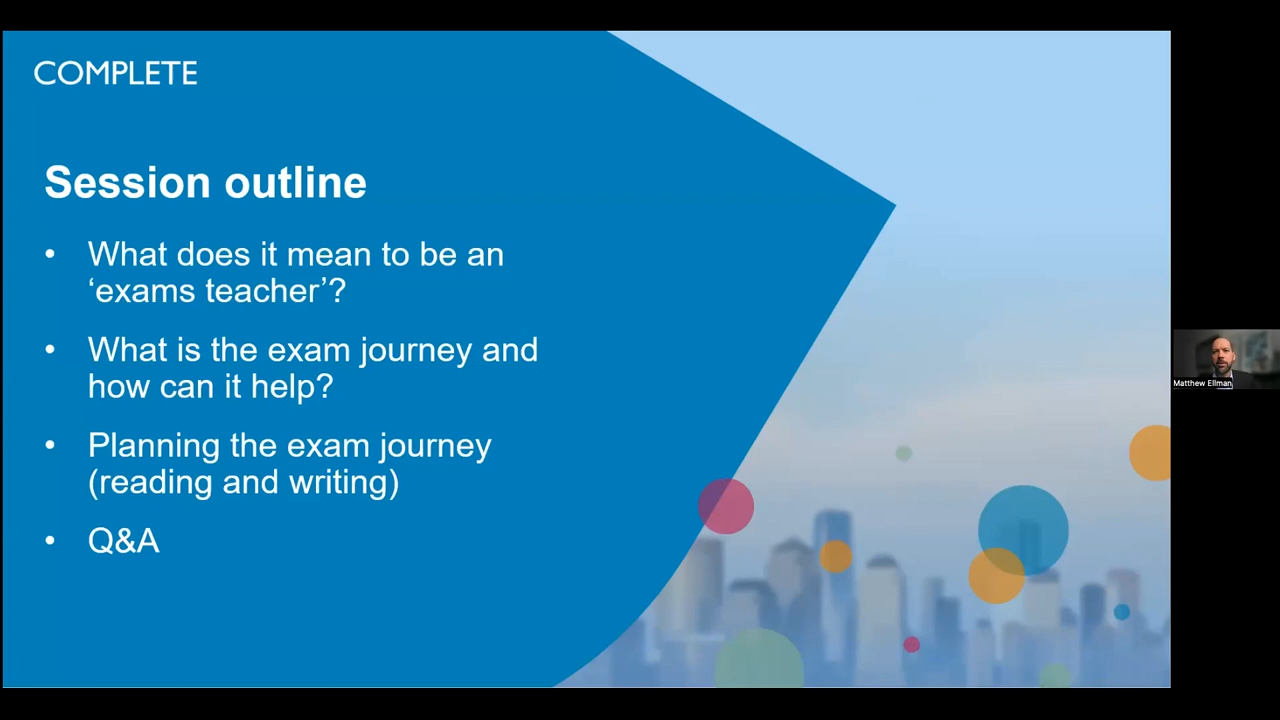 COMPLETE
Session outline
• What does it mean to be an
‘exams teacher’?
• What is the exam journey and
how can it help?
• Planning the exam journey
(reading and writing)
• Q&A
Matthew Ellman